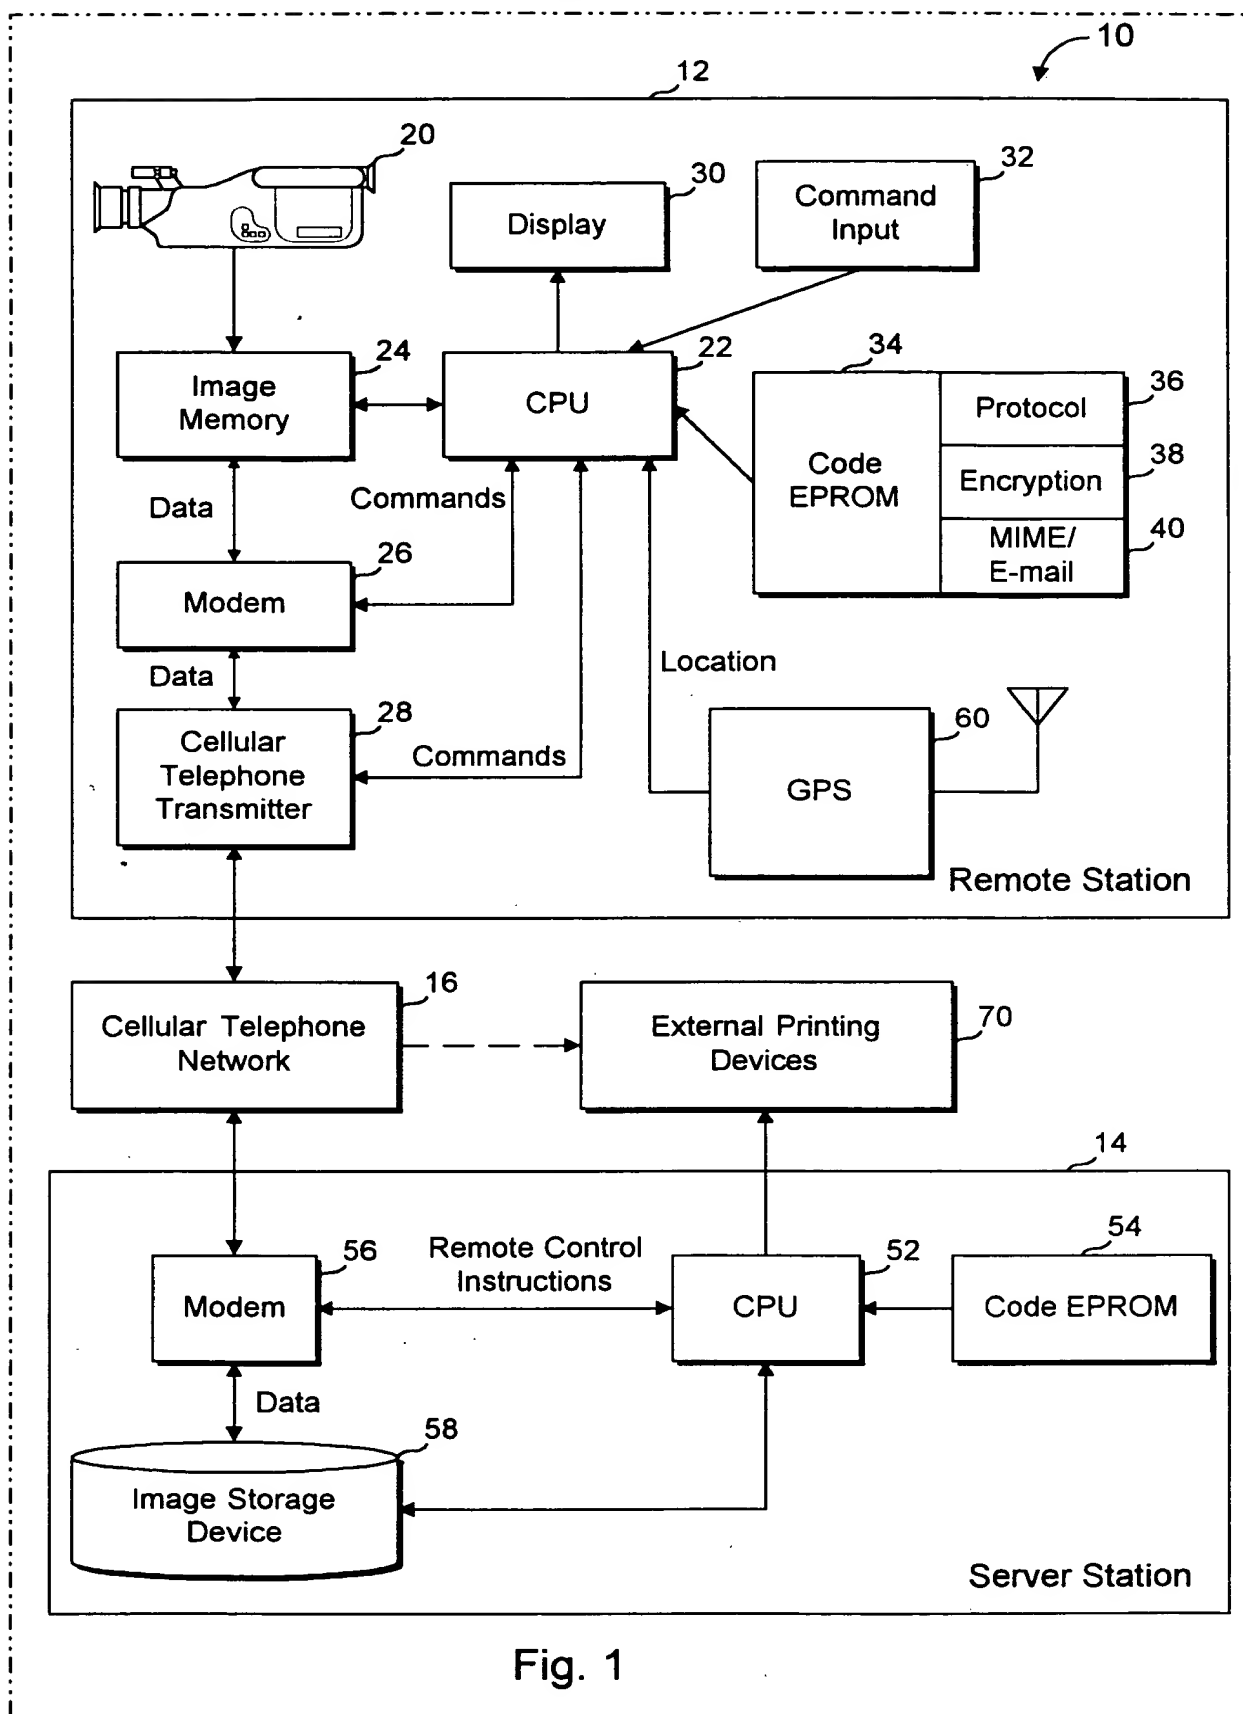 10
12
20
30
Display
32
Command
Input
24
Image
Memory
22
CPU
34
Code
EPROM
36
Protocol
38
Encryption
40
MIME/
E-mail
Data
Commands
26
Modem
Data
Location
28
Cellular
Telephone
Transmitter
Commands
60
GPS
Remote Station
16
Cellular Telephone
Network
External Printing
Devices
70
14
56
Modem
Remote Control
Instructions
52
CPU
54
Code EPROM
Data
58
Image Storage
Device
Server Station
Fig. 1